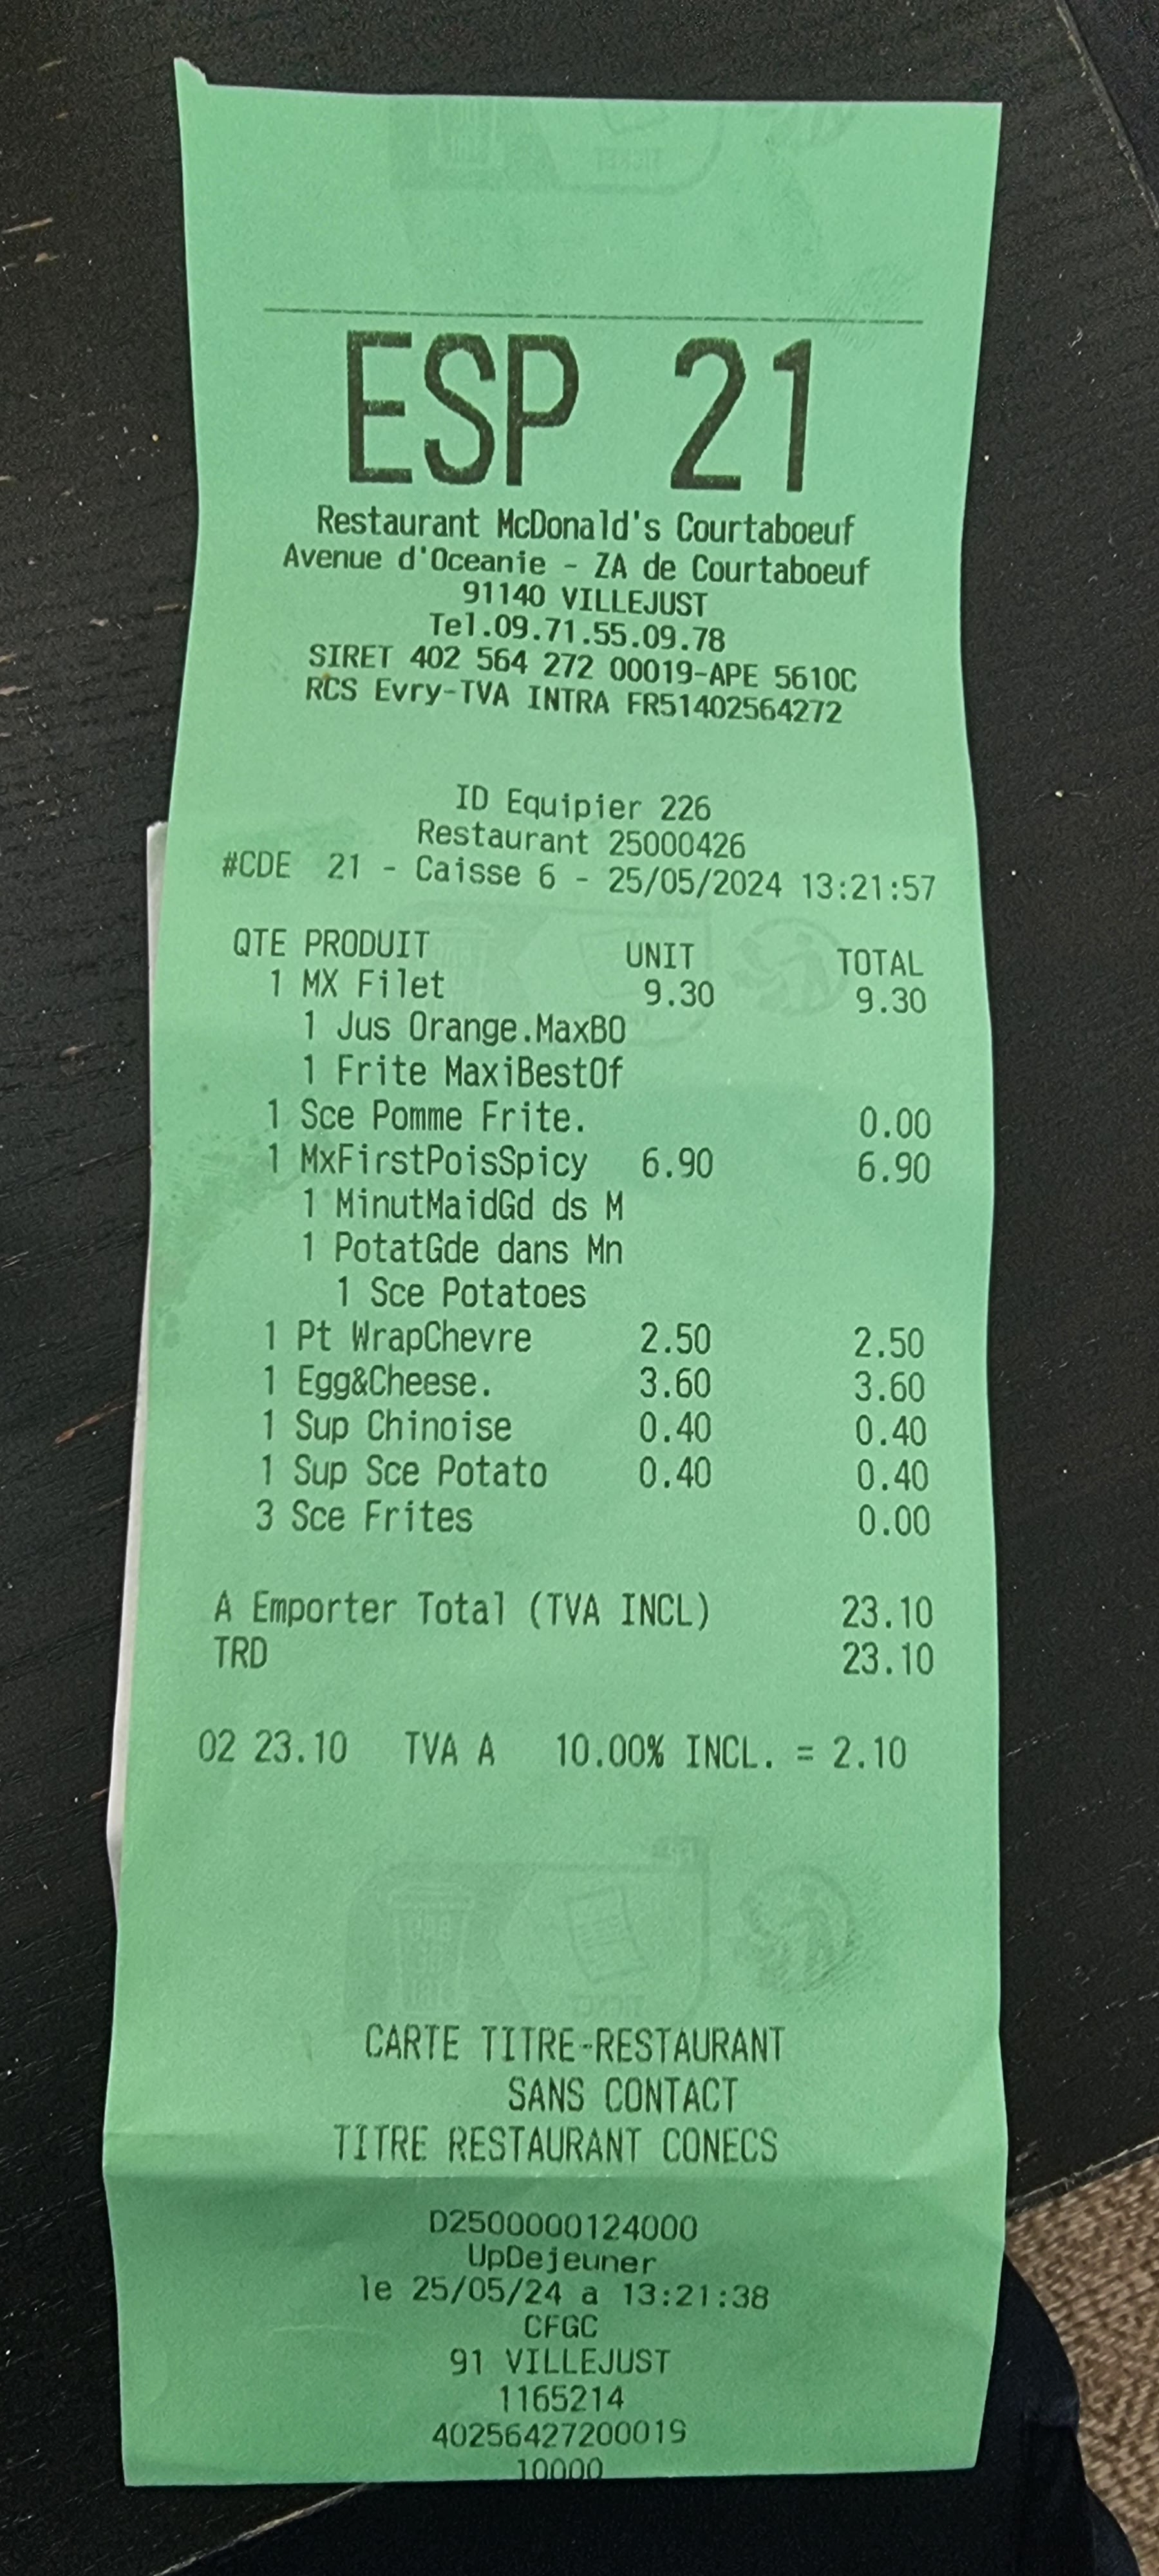 ESP 21
Restaurant McDonald's Courtaboeuf
Avenue d'Oceanie - ZA de Courtaboeuf
91140 VILLEJUST
Tel.09.71.55.09.78
SIRET 402 564 272 00019-APE 5610C
RCS Evry-TVA INTRA FR51402564272
ID Equipier 226
Restaurant 25000426
#CDE 21 - Caisse 6 - 25/05/2024 13:21:57
QTE PRODUIT UNIT TOTAL
1 MX Filet 9.30 9.30
1 Jus Orange.MaxBO
1 Frite MaxiBestOf
1 Sce Pomme Frite. 0.00
1 MxFirstPoisSpicy 6.90 6.90
1 MinutMaidGd ds M
1 PotatGde dans Mn
1 Sce Potatoes
1 Pt WrapChevre 2.50 2.50
1 Egg&Cheese. 3.60 3.60
1 Sup Chinoise 0.40 0.40
1 Sup Sce Potato 0.40 0.40
3 Sce Frites 0.00
A Emporter Total (TVA INCL) 23.10
TRD 23.10
02 23.10 TVA A 10.00% INCL. = 2.10
CARTE TITRE-RESTAURANT
SANS CONTACT
TITRE RESTAURANT CONECS
D2500000124000
UpDejeuner
le 25/05/24 a 13:21:38
CFGC
91 VILLEJUST
1165214
40256427200019
10000